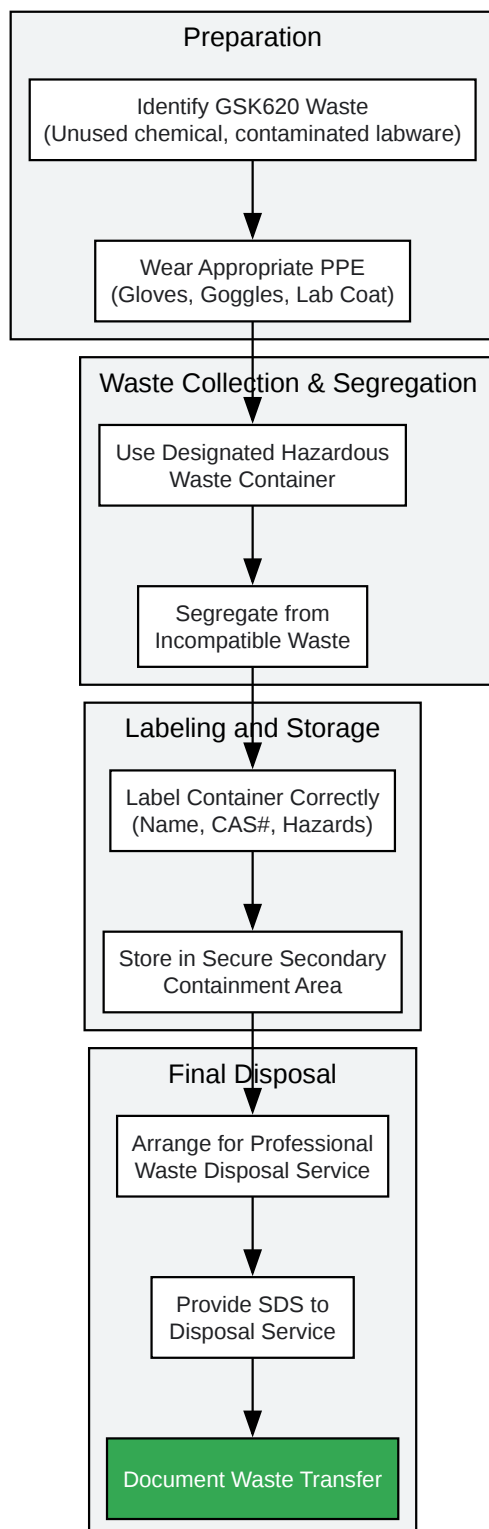 Preparation
Identify GSK620 Waste
(Unused chemical, contaminated labware)
Wear Appropriate PPE
(Gloves, Goggles, Lab Coat)
Waste Collection & Segregation
Use Designated Hazardous
Waste Container
Segregate from
Incompatible Waste
Labeling and Storage
Label Container Correctly
(Name, CAS#, Hazards)
Store in Secure Secondary
Containment Area
Final Disposal
Arrange for Professional
Waste Disposal Service
Provide SDS to
Disposal Service
Document Waste Transfer